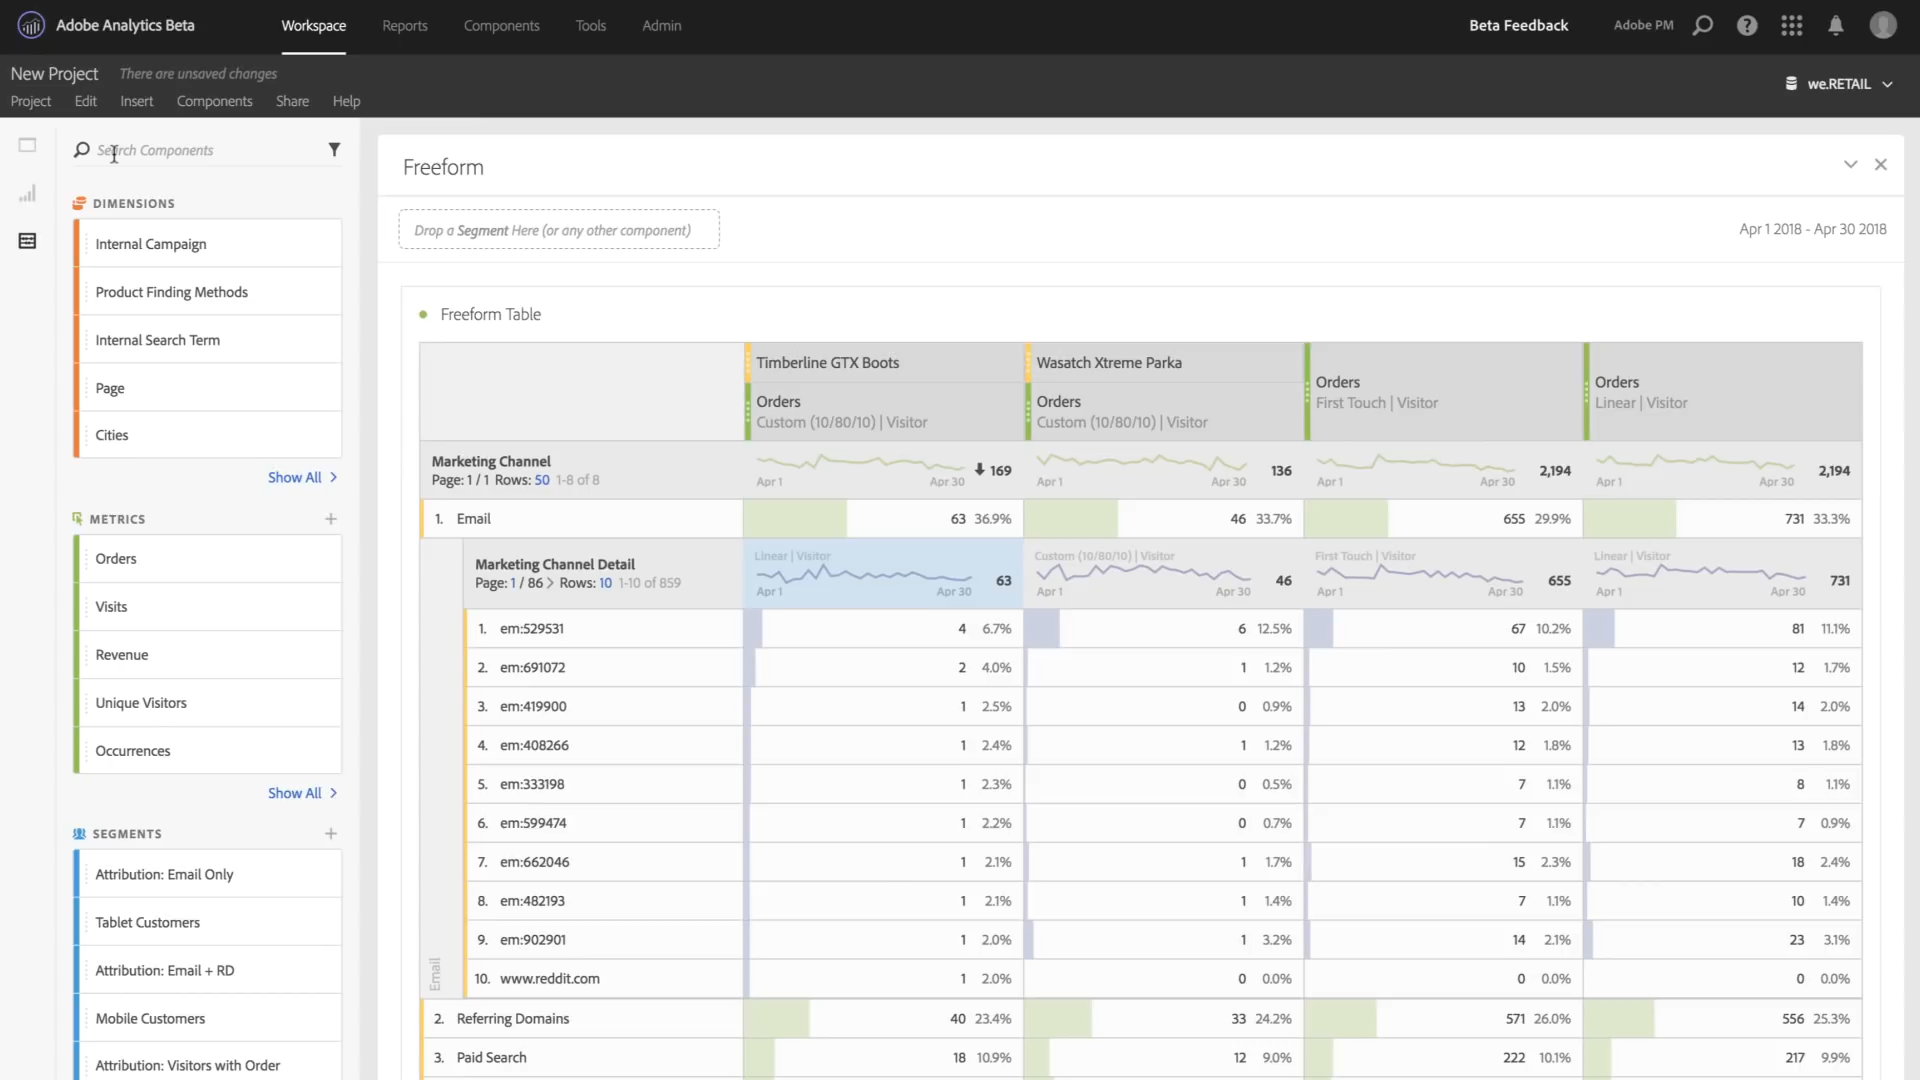 Adobe Analytics Beta
Workspace
Reports
Components
Tools
Admin
Beta Feedback
Adobe PM
New Project
There are unsaved changes
Project
Edit
Insert
Components
Share
Help
we.RETAIL
Search Components
DIMENSIONS
Internal Campaign
Product Finding Methods
Internal Search Term
Page
Cities
Show All
METRICS
Orders
Visits
Revenue
Unique Visitors
Occurrences
Show All
SEGMENTS
Attribution: Email Only
Tablet Customers
Attribution: Email + RD
Mobile Customers
Attribution: Visitors with Order
Freeform
Drop a Segment Here (or any other component)
Apr 1 2018 - Apr 30 2018
Freeform Table
Timberline GTX Boots
Orders
Custom (10/80/10) | Visitor
Wasatch Xtreme Parka
Orders
Custom (10/80/10) | Visitor
Orders
First Touch | Visitor
Orders
Linear | Visitor
Marketing Channel
Page: 1 / 1 Rows: 50 1-8 of 8
Apr 1 Apr 30 169
Apr 1 Apr 30 136
Apr 1 Apr 30 2,194
Apr 1 Apr 30 2,194
1. Email 63 36.9% 46 33.7% 655 29.9% 731 33.3%
Marketing Channel Detail
Page: 1 / 86 > Rows: 10 1-10 of 859
Linear | Visitor
Apr 1 Apr 30 63
Custom (10/80/10) | Visitor
Apr 1 Apr 30 46
First Touch | Visitor
Apr 1 Apr 30 655
Linear | Visitor
Apr 1 Apr 30 731
1. em:529531 4 6.7% 6 12.5% 67 10.2% 81 11.1%
2. em:691072 2 4.0% 1 1.2% 10 1.5% 12 1.7%
3. em:419900 1 2.5% 0 0.9% 13 2.0% 14 2.0%
4. em:408266 1 2.4% 1 1.2% 12 1.8% 13 1.8%
5. em:333198 1 2.3% 0 0.5% 7 1.1% 8 1.1%
6. em:599474 1 2.2% 0 0.7% 7 1.1% 7 0.9%
7. em:662046 1 2.1% 1 1.7% 15 2.3% 18 2.4%
8. em:482193 1 2.1% 1 1.4% 7 1.1% 10 1.4%
9. em:902901 1 2.0% 1 3.2% 14 2.1% 23 3.1%
10. www.reddit.com 1 2.0% 0 0.0% 0 0.0% 0 0.0%
Email
2. Referring Domains 40 23.4% 33 24.2% 571 26.0% 556 25.3%
3. Paid Search 18 10.9% 12 9.0% 222 10.1% 217 9.9%